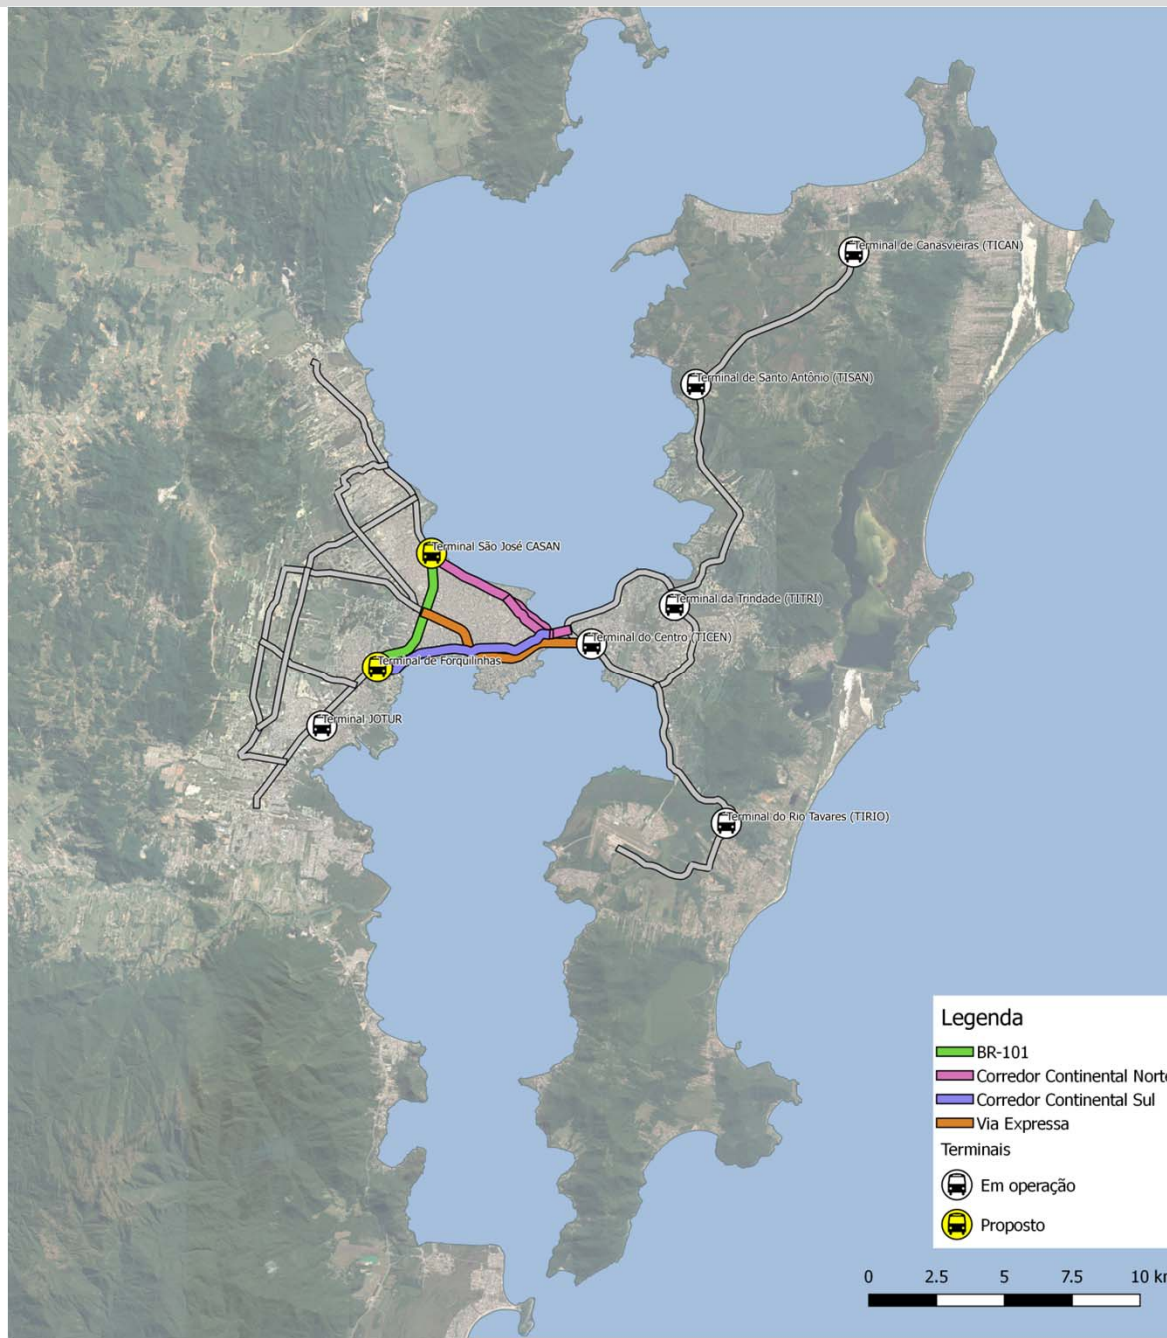 Terminal de Canasvieiras (TICAN)
Terminal de Santo Antônio (TISAN)
Terminal São José CASAN
Terminal da Trindade (TITRI)
Terminal do Centro (TICEN)
Terminal de Forquilhinhas
Terminal JOTUR
Terminal do Rio Tavares (TIRIO)
Legenda
BR-101
Corredor Continental Norte
Corredor Continental Sul
Via Expressa
Terminais
Em operação
Proposto
0 2.5 5 7.5 10 km